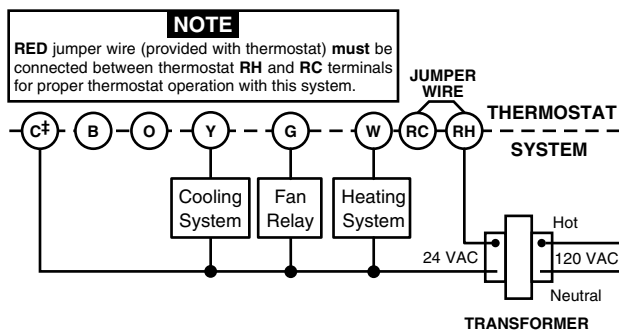 NOTE
RED jumper wire (provided with thermostat) must be
connected between thermostat RH and RC terminals
for proper thermostat operation with this system.
JUMPER
WIRE
THERMOSTAT
C‡ B O Y G W RC RH
SYSTEM
Cooling
System
Fan
Relay
Heating
System
Hot
24 VAC
120 VAC
Neutral
TRANSFORMER